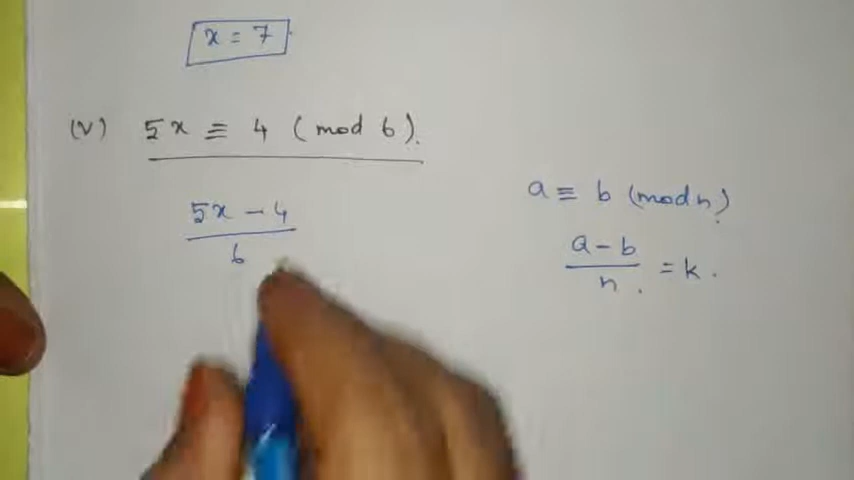 x = 7
(V) 5x ≡ 4 (mod 6).
5x - 4
6
a ≡ b (mod n).
a - b
n . = k .